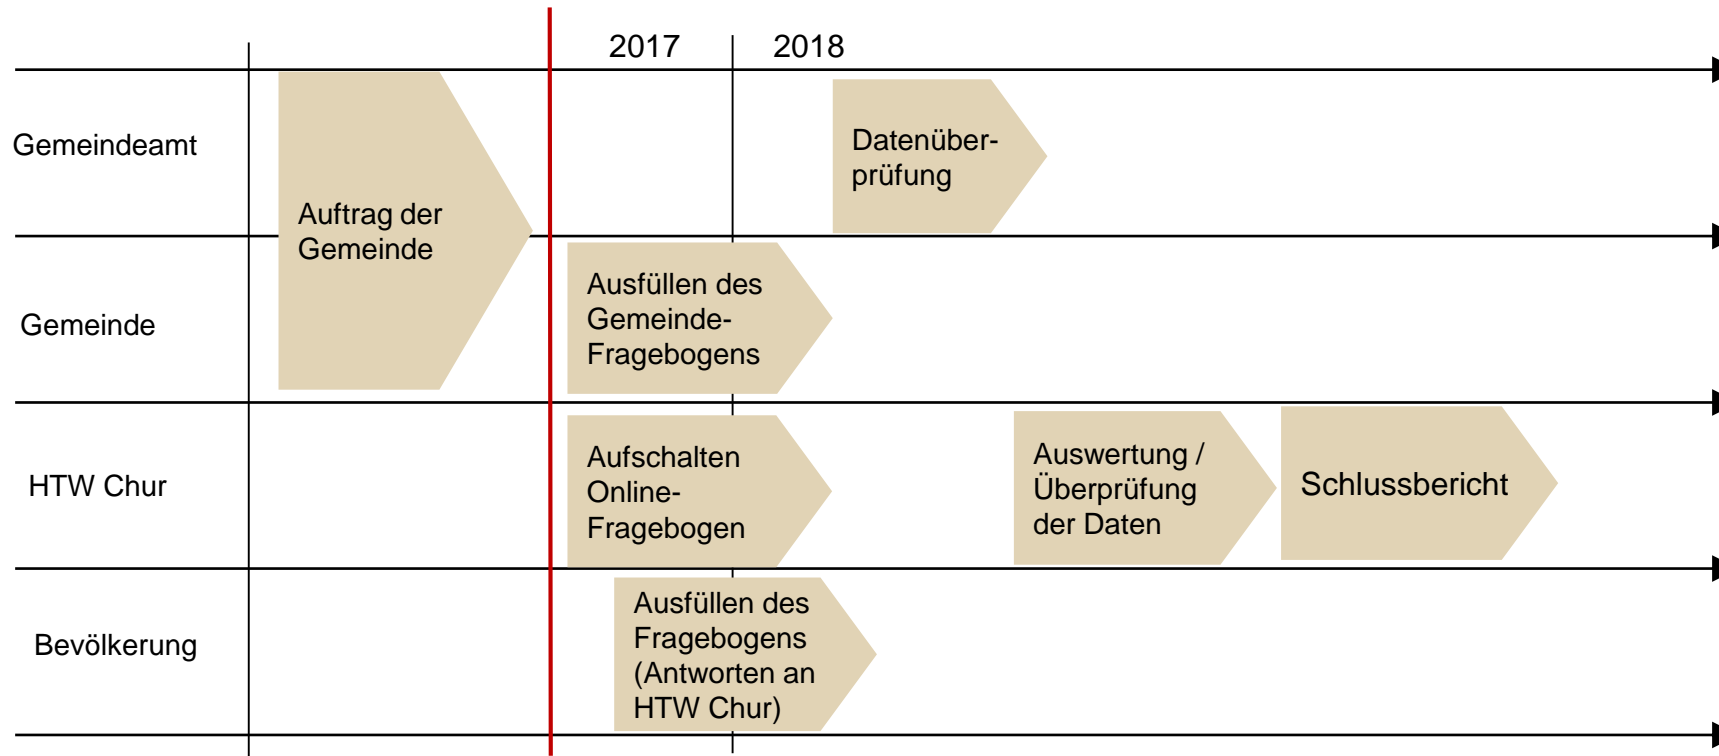 2017
2018
Gemeindeamt
Auftrag der
Gemeinde
Datenüber-
prüfung
Gemeinde
Ausfüllen des
Gemeinde-
Fragebogens
HTW Chur
Aufschalten
Online-
Fragebogen
Auswertung /
Überprüfung
der Daten
Schlussbericht
Bevölkerung
Ausfüllen des
Fragebogens
(Antworten an
HTW Chur)